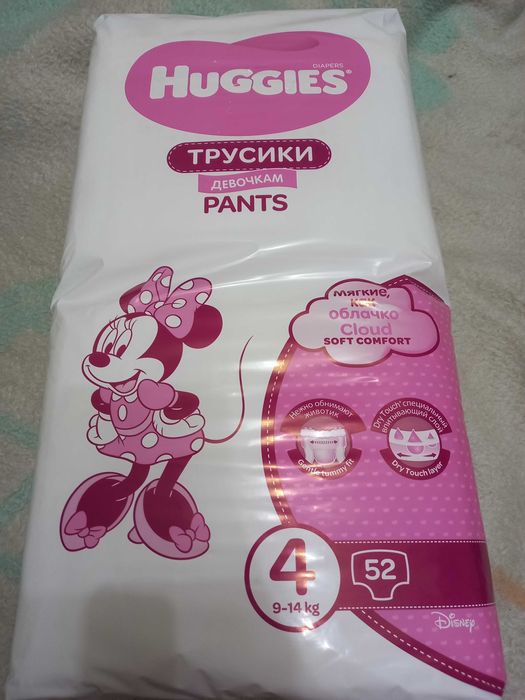 DIAPERS
HUGGIES®
ТРУСИКИ
ДЕВОЧКАМ
PANTS
Мягкие,
как
облачко
Cloud
SOFT COMFORT
Нежно обнимают
животик
Gentle tummy fit
Dry Touch® специальный
впитывающий слой
Dry Touch layer
4
9-14 kg
52
Disney